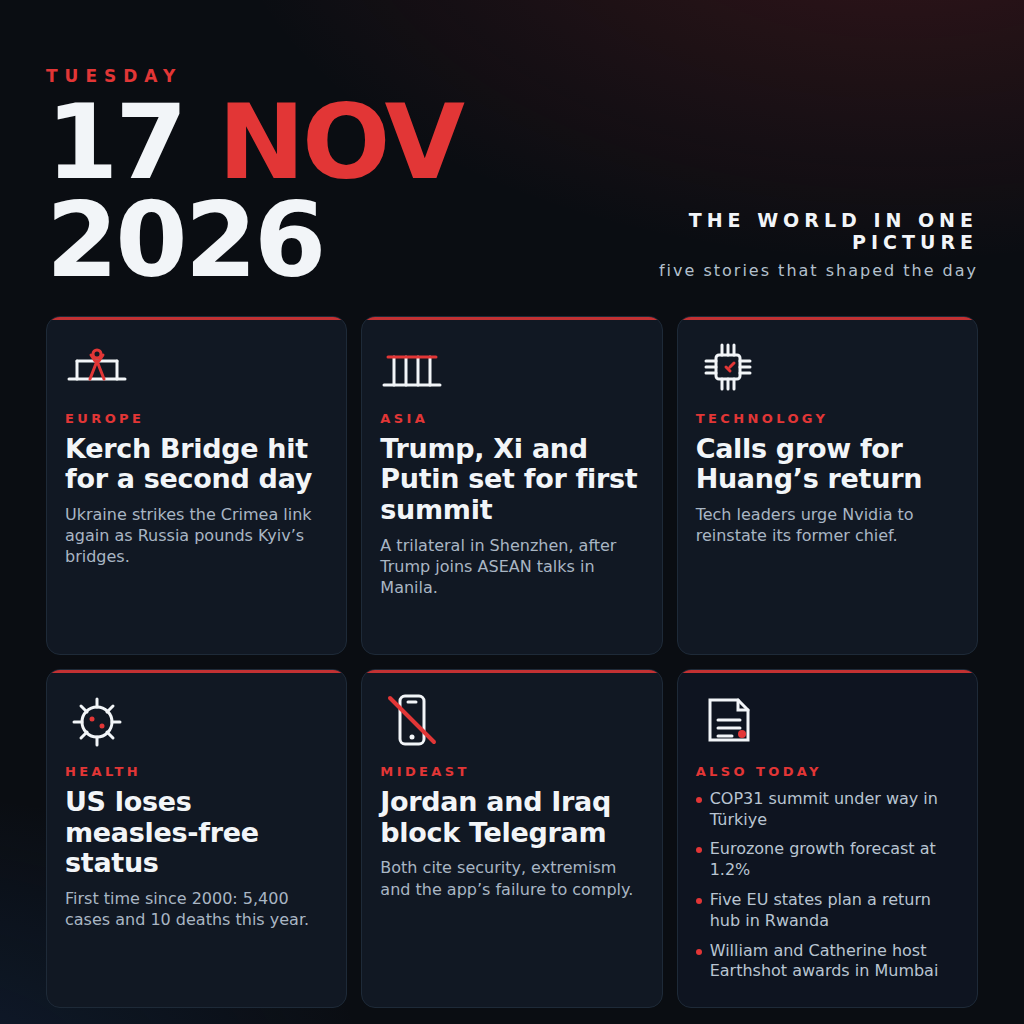 TUESDAY
17 NOV
2026
THE WORLD IN ONE
PICTURE
five stories that shaped the day
EUROPE
Kerch Bridge hit
for a second day
Ukraine strikes the Crimea link
again as Russia pounds Kyiv’s
bridges.
ASIA
Trump, Xi and
Putin set for first
summit
A trilateral in Shenzhen, after
Trump joins ASEAN talks in
Manila.
TECHNOLOGY
Calls grow for
Huang’s return
Tech leaders urge Nvidia to
reinstate its former chief.
HEALTH
US loses
measles-free
status
First time since 2000: 5,400
cases and 10 deaths this year.
MIDEAST
Jordan and Iraq
block Telegram
Both cite security, extremism
and the app’s failure to comply.
ALSO TODAY
COP31 summit under way in
Türkiye
Eurozone growth forecast at
1.2%
Five EU states plan a return
hub in Rwanda
William and Catherine host
Earthshot awards in Mumbai